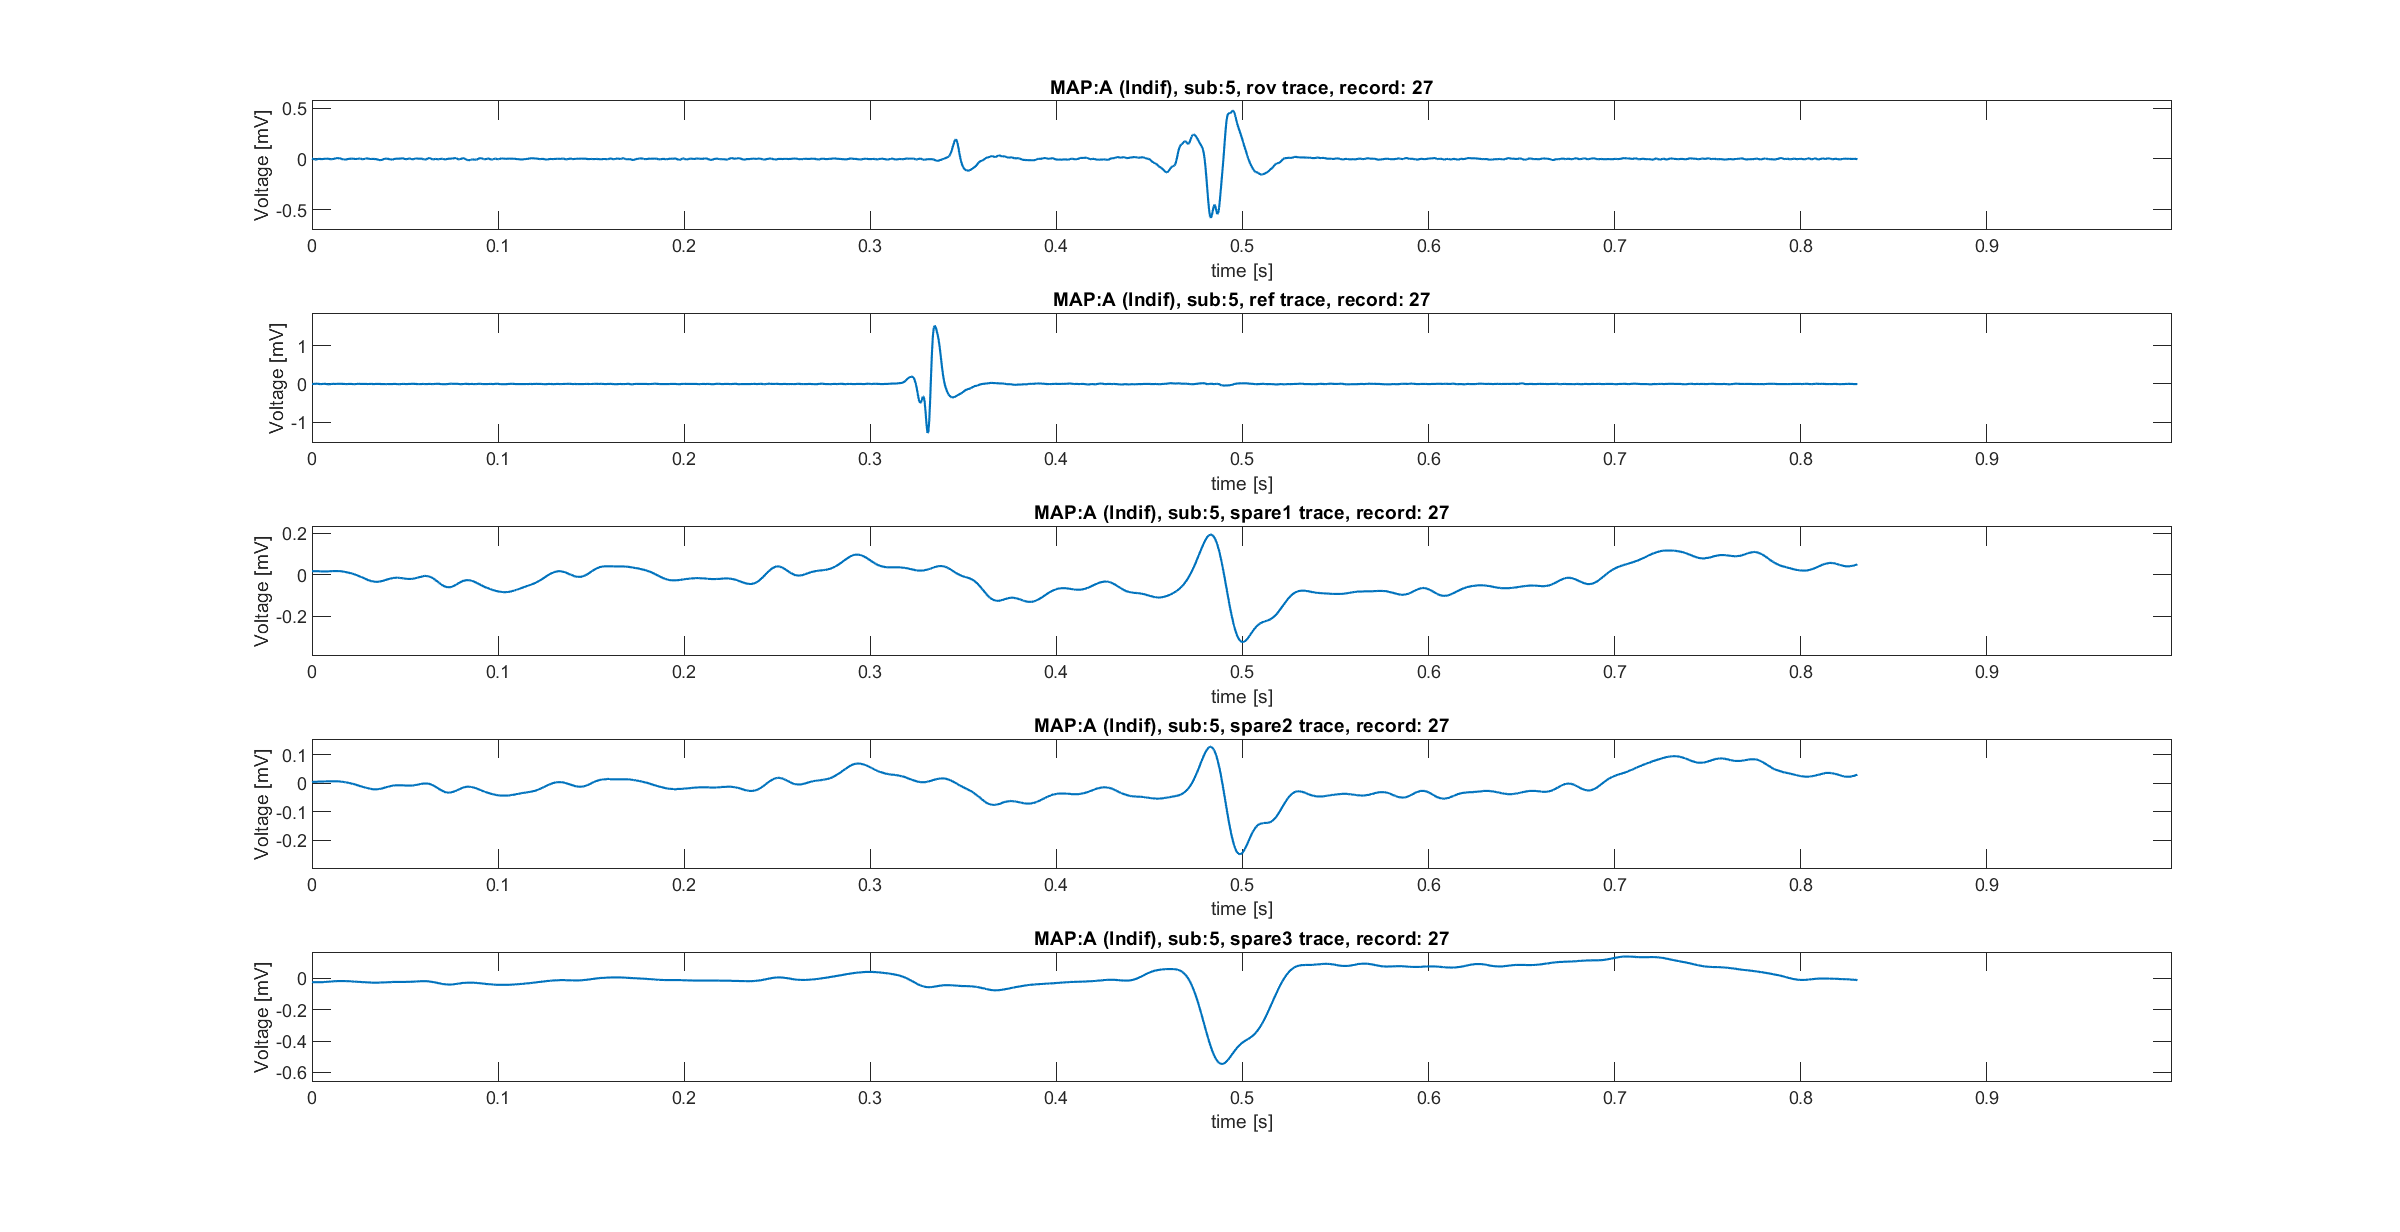 MAP:A (Indif), sub:5, rov trace, record: 27
Voltage [mV]
0.5
0
-0.5
0 0.1 0.2 0.3 0.4 0.5 0.6 0.7 0.8 0.9
time [s]
MAP:A (Indif), sub:5, ref trace, record: 27
Voltage [mV]
1
0
-1
0 0.1 0.2 0.3 0.4 0.5 0.6 0.7 0.8 0.9
time [s]
MAP:A (Indif), sub:5, spare1 trace, record: 27
Voltage [mV]
0.2
0
-0.2
0 0.1 0.2 0.3 0.4 0.5 0.6 0.7 0.8 0.9
time [s]
MAP:A (Indif), sub:5, spare2 trace, record: 27
Voltage [mV]
0.1
0
-0.1
-0.2
0 0.1 0.2 0.3 0.4 0.5 0.6 0.7 0.8 0.9
time [s]
MAP:A (Indif), sub:5, spare3 trace, record: 27
Voltage [mV]
0
-0.2
-0.4
-0.6
0 0.1 0.2 0.3 0.4 0.5 0.6 0.7 0.8 0.9
time [s]